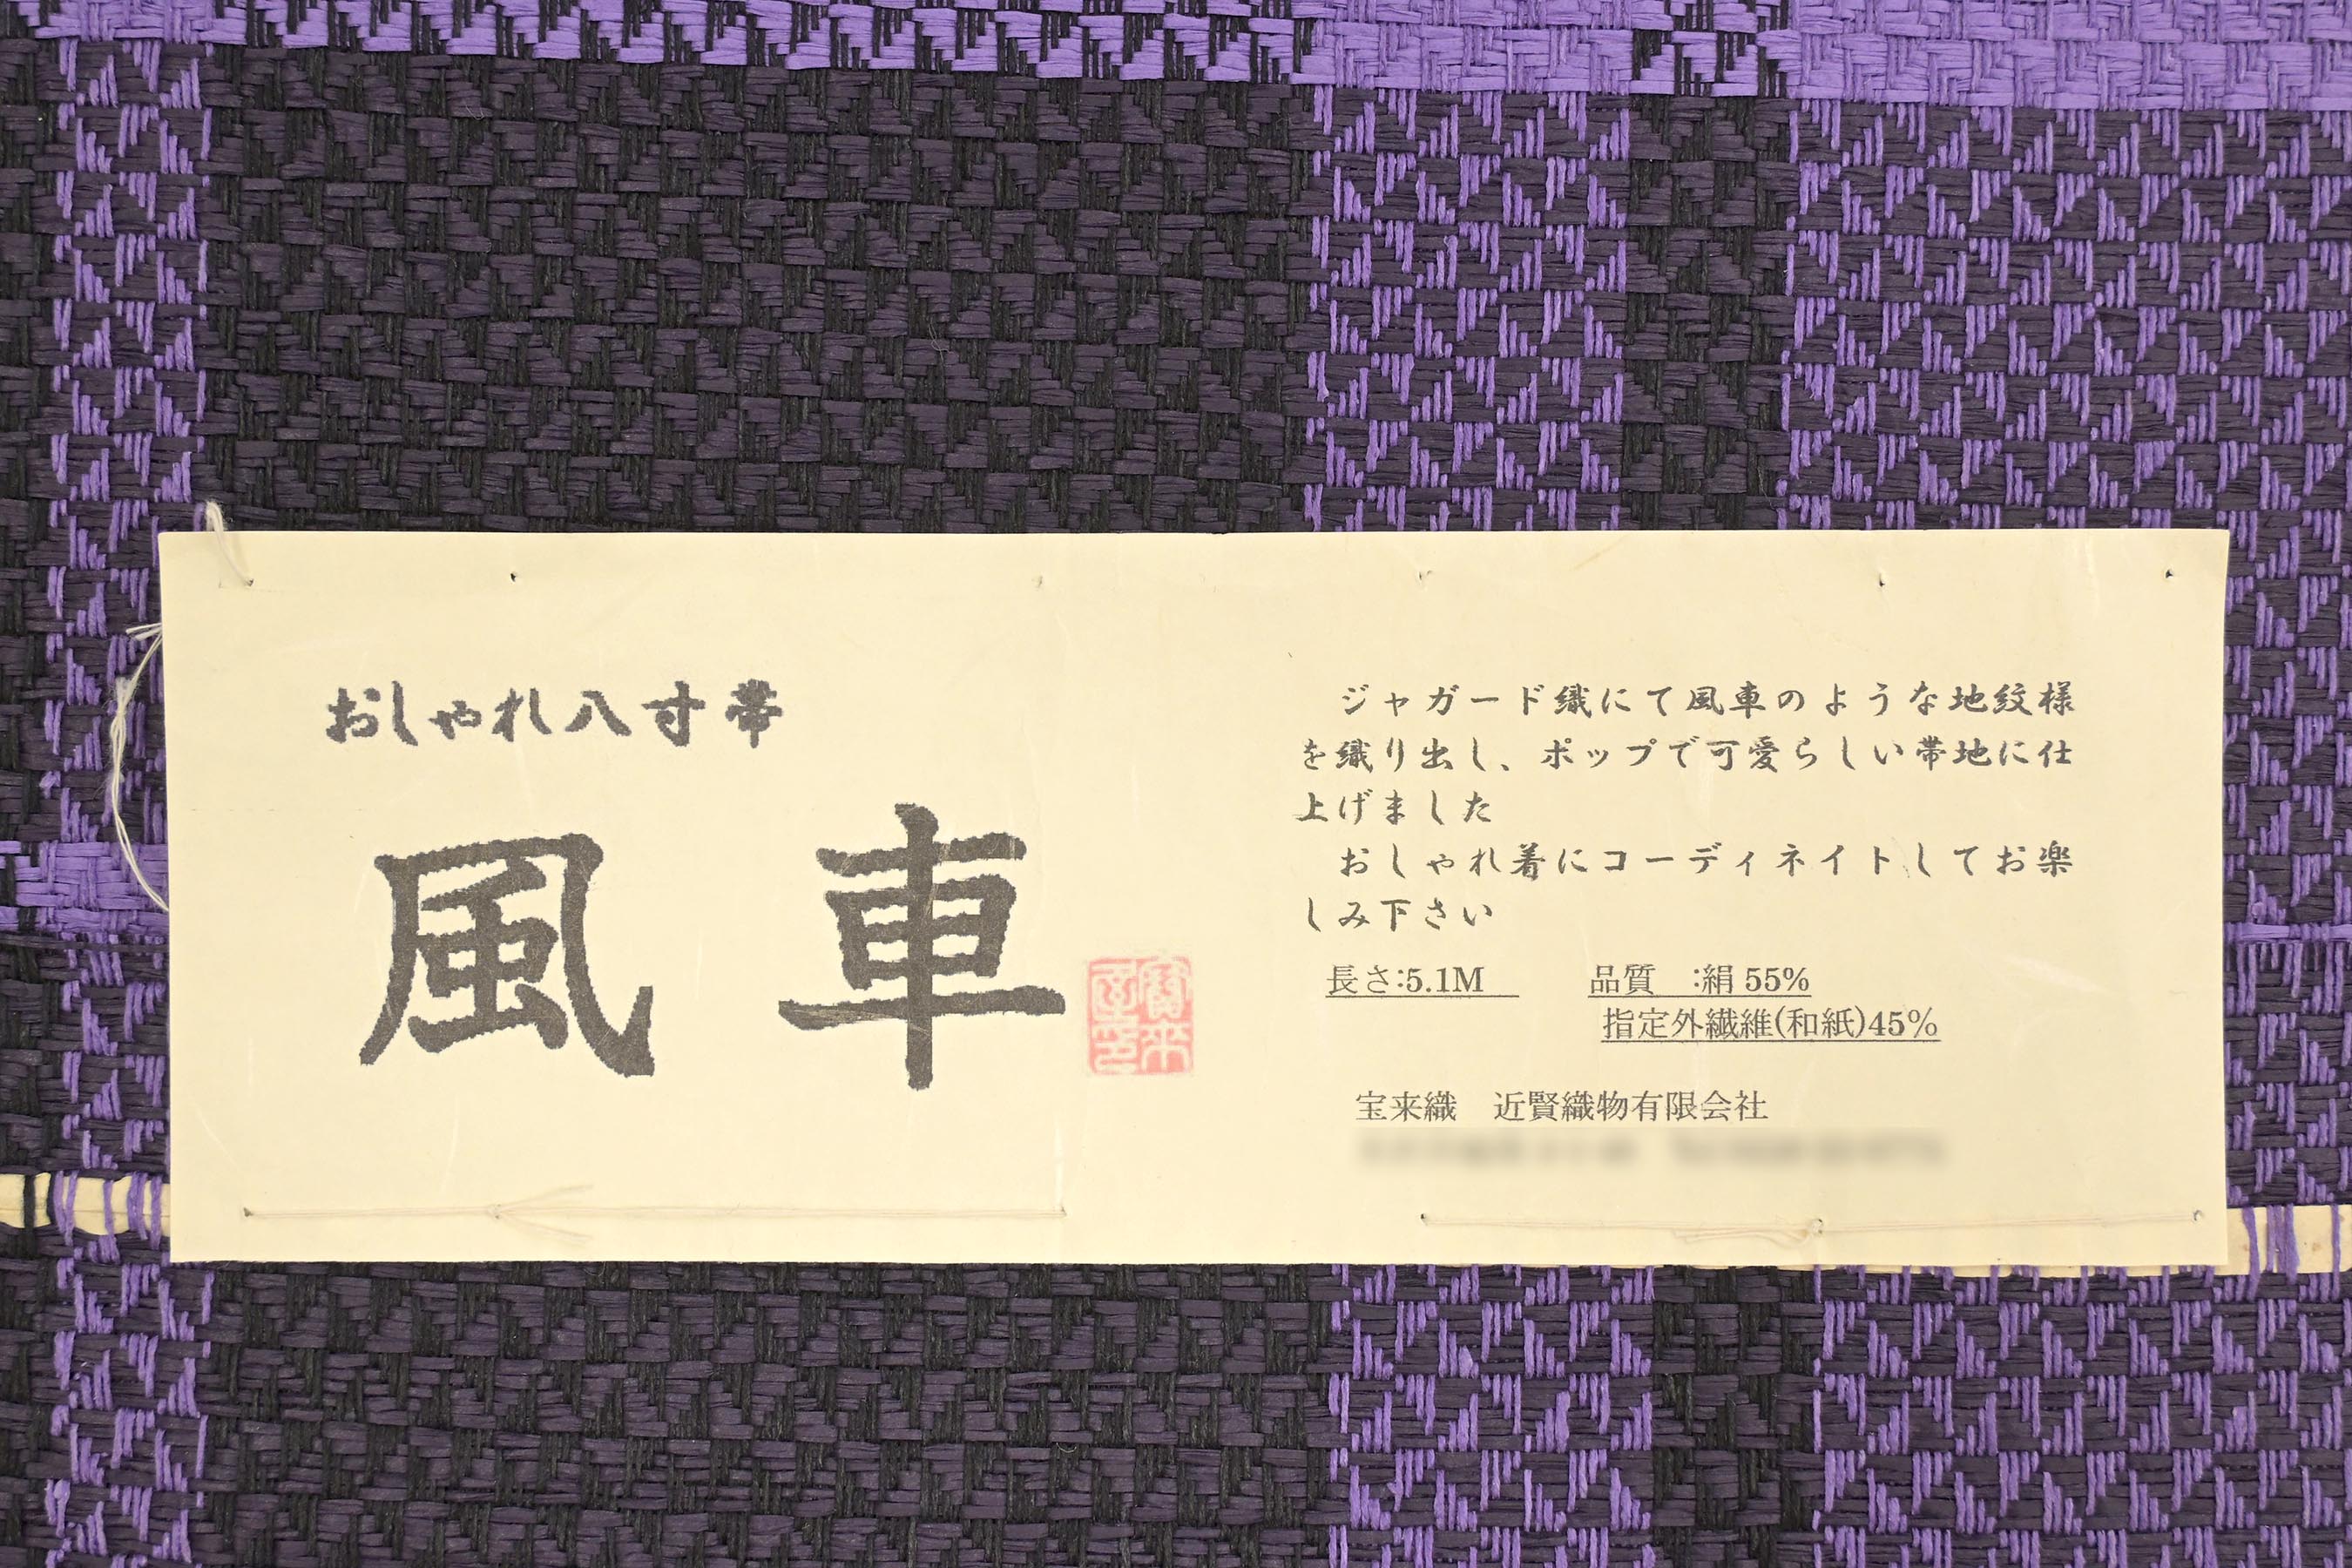 おしゃれ八寸帯
風車
ジャガード織にて風車のような地紋様
を織り出し、ポップで可愛らしい帯地に仕
上げました
おしゃれ着にコーディネイトしてお楽
しみ下さい
長さ:5.1M 品質 :絹 55%
指定外繊維(和紙)45%
宝来織 近賢織物有限会社